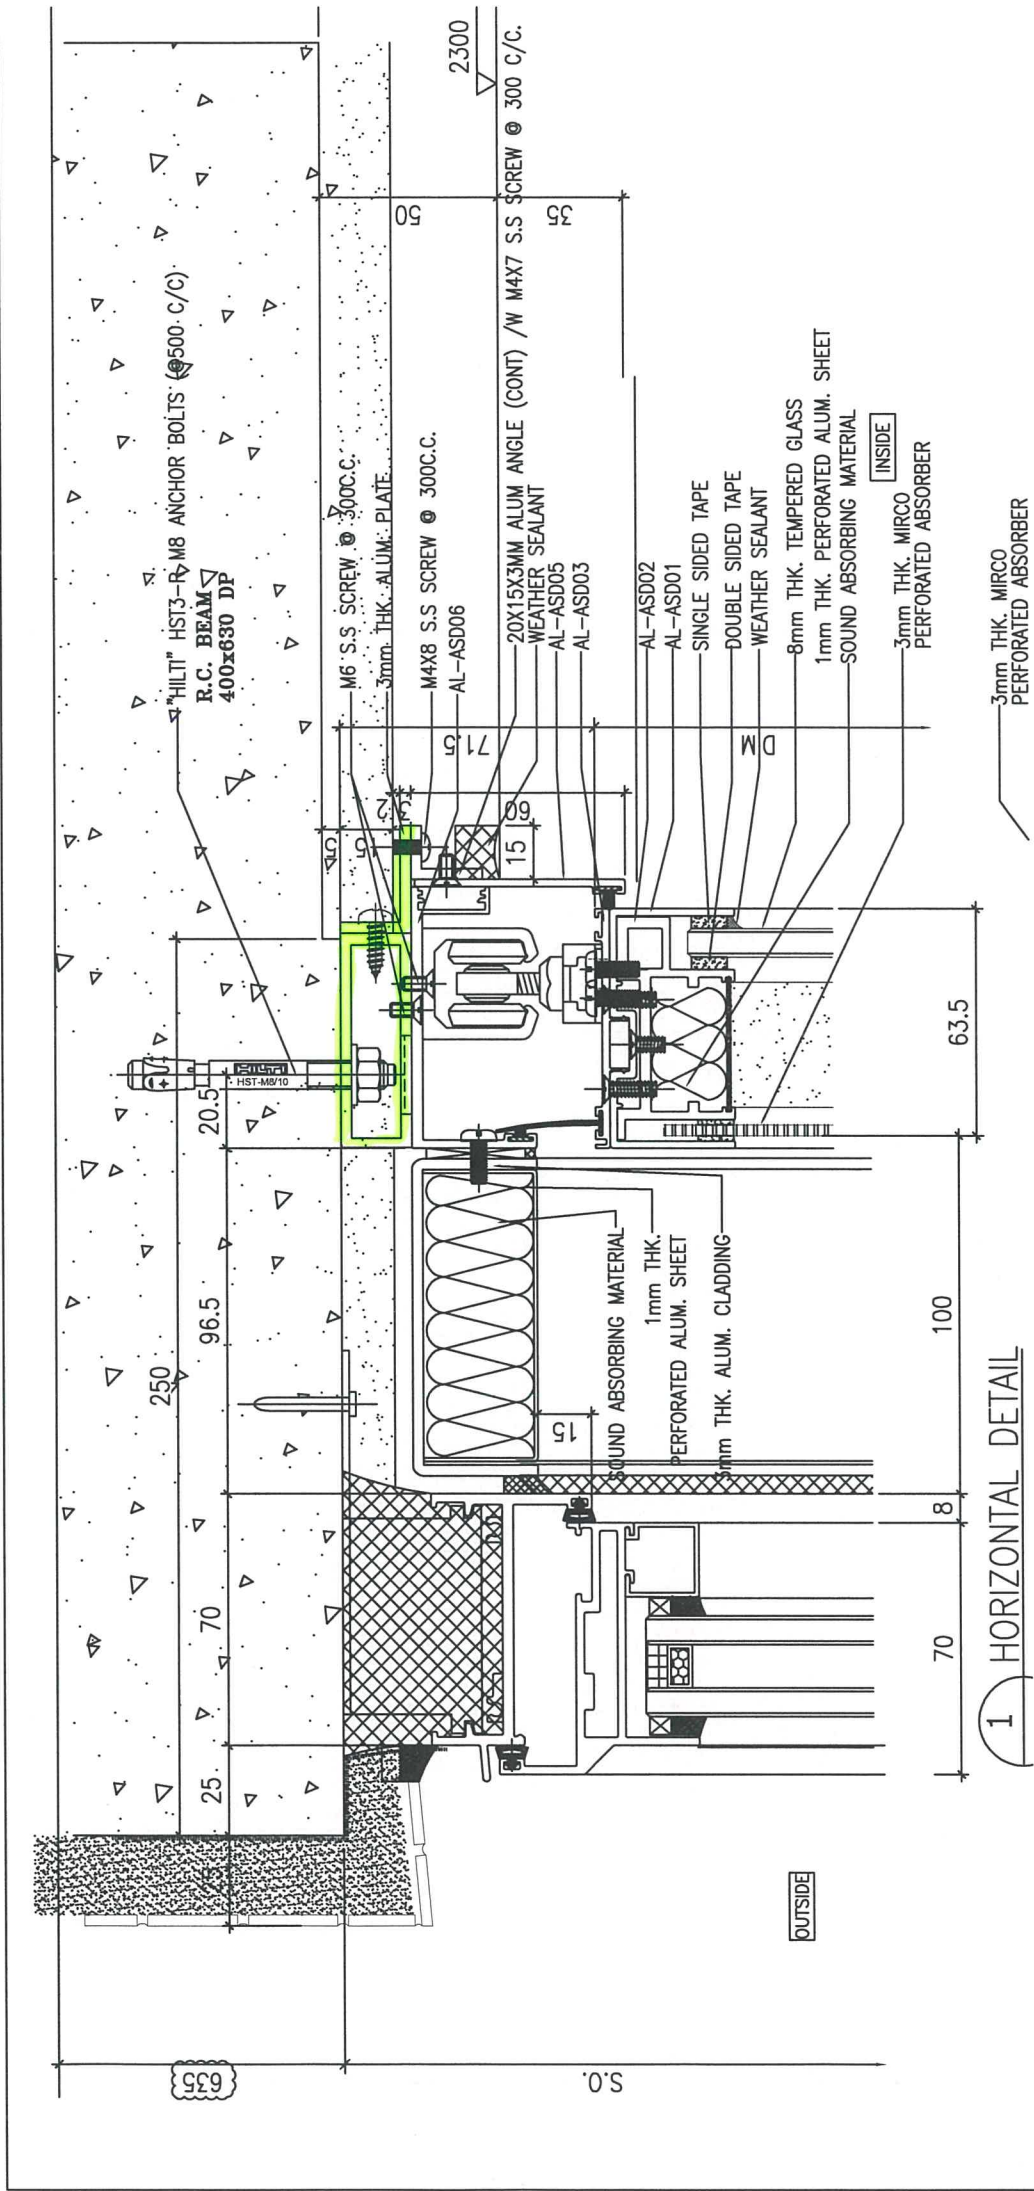 "HILTI" HST3-R M8 ANCHOR BOLTS (@500 C/C)
R.C. BEAM
400x630 DP
2300
M6 S.S SCREW @ 300C.C.
3mm THK. ALUM. PLATE
M4X8 S.S SCREW @ 300C.C.
AL-ASD06
20X15X3MM ALUM ANGLE (CONT) /W M4X7 S.S SCREW @ 300 C/C.
WEATHER SEALANT
AL-ASD05
AL-ASD03
AL-ASD02
AL-ASD01
SINGLE SIDED TAPE
DOUBLE SIDED TAPE
WEATHER SEALANT
8mm THK. TEMPERED GLASS
1mm THK. PERFORATED ALUM. SHEET
SOUND ABSORBING MATERIAL
INSIDE
3mm THK. MIRCO
PERFORATED ABSORBER
3mm THK. MIRCO
PERFORATED ABSORBER
50
35
71.5
DM
60
15
5
15
3
2
250
25
70
96.5
20.5
HILTI
HST-M8/10
SOUND ABSORBING MATERIAL
1mm THK.
PERFORATED ALUM. SHEET
3mm THK. ALUM. CLADDING
15
70
8
100
63.5
635
S.O.
OUTSIDE
1 HORIZONTAL DETAIL